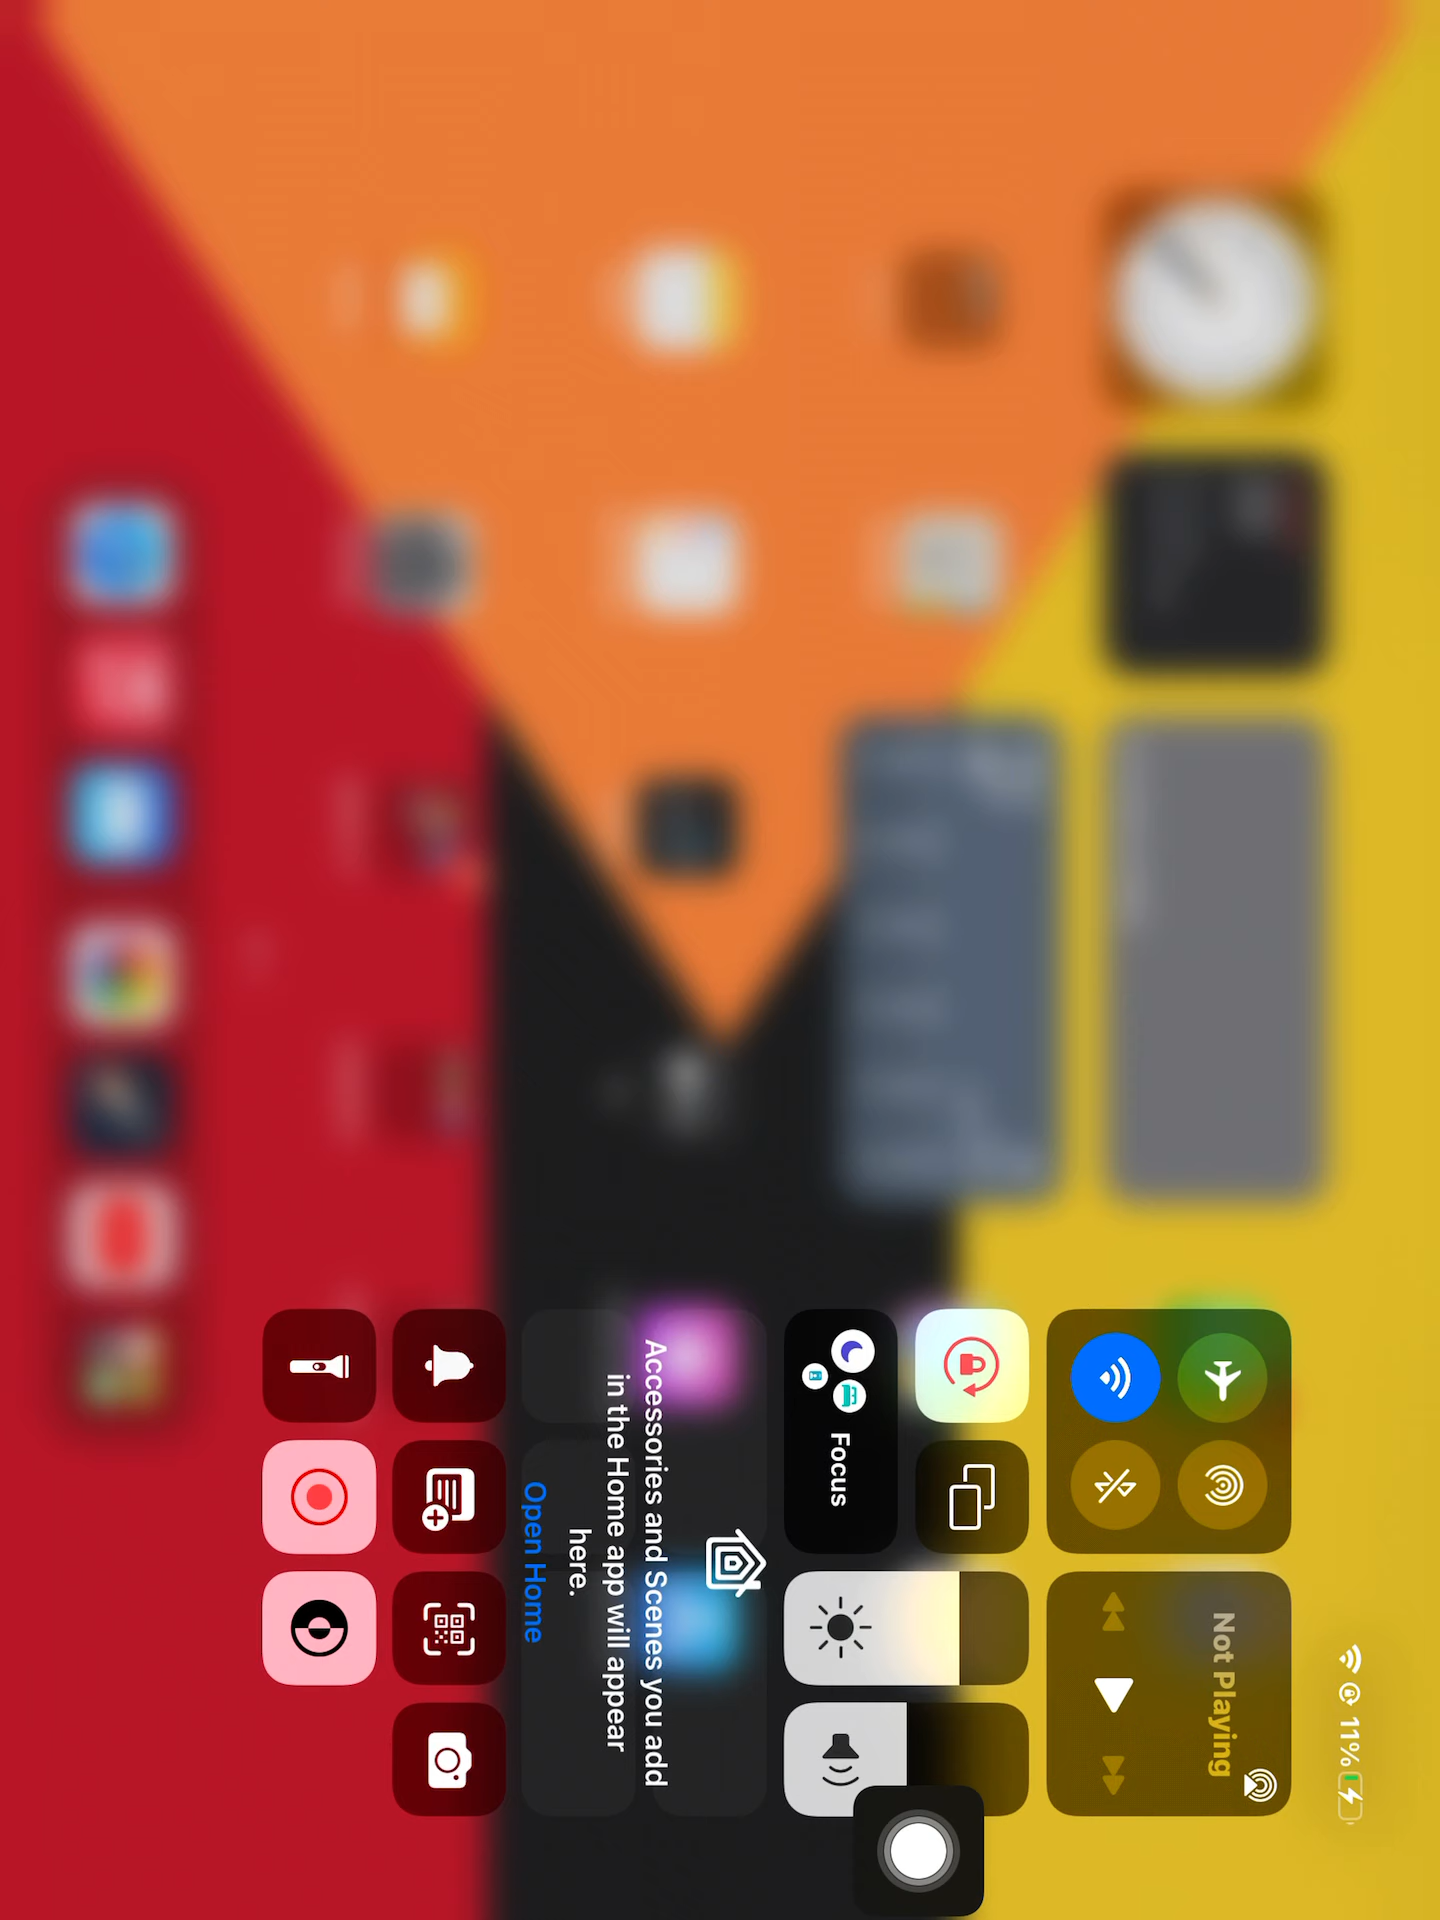 11%
Not Playing
Focus
Accessories and Scenes you add
in the Home app will appear
here.
Open Home